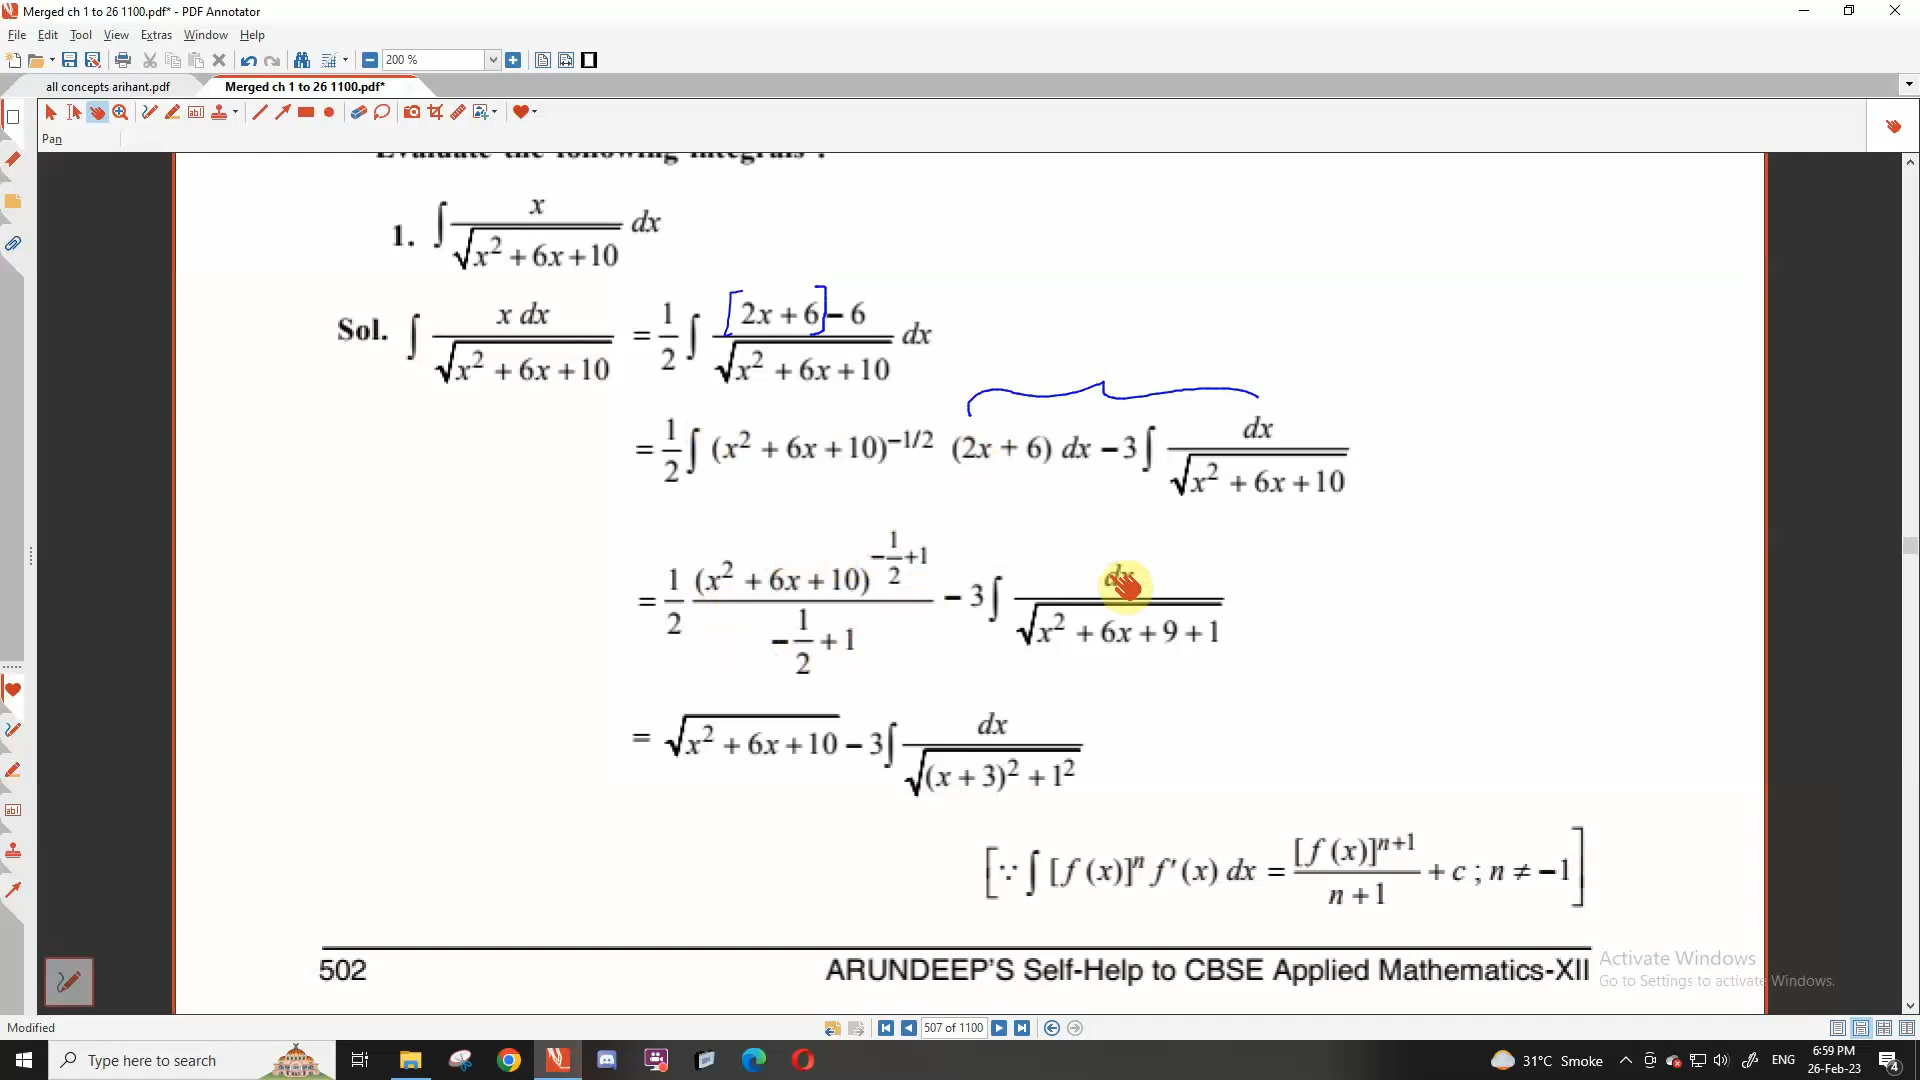 Merged ch 1 to 26 1100.pdf* - PDF Annotator
File Edit Tool View Extras Window Help
200 %
all concepts arihant.pdf Merged ch 1 to 26 1100.pdf*
Pan
Evaluate the following integrals :
1. ∫ x / √(x² + 6x + 10) dx
Sol. ∫ x dx / √(x² + 6x + 10) = 1/2 ∫ [2x + 6] − 6 / √(x² + 6x + 10) dx
= 1/2 ∫ (x² + 6x + 10)^(−1/2) (2x + 6) dx − 3 ∫ dx / √(x² + 6x + 10)
= 1/2 (x² + 6x + 10)^(−1/2 + 1) / (−1/2 + 1) − 3 ∫ dx / √(x² + 6x + 9 + 1)
= √(x² + 6x + 10) − 3 ∫ dx / √((x + 3)² + 1²)
[∵ ∫ [f (x)]ⁿ f′ (x) dx = [f (x)]ⁿ⁺¹ / (n + 1) + c ; n ≠ −1]
502 ARUNDEEP'S Self-Help to CBSE Applied Mathematics-XII
Activate Windows
Go to Settings to activate Windows.
Modified 507 of 1100
Type here to search 31°C Smoke ENG 6:59 PM
26-Feb-23 4